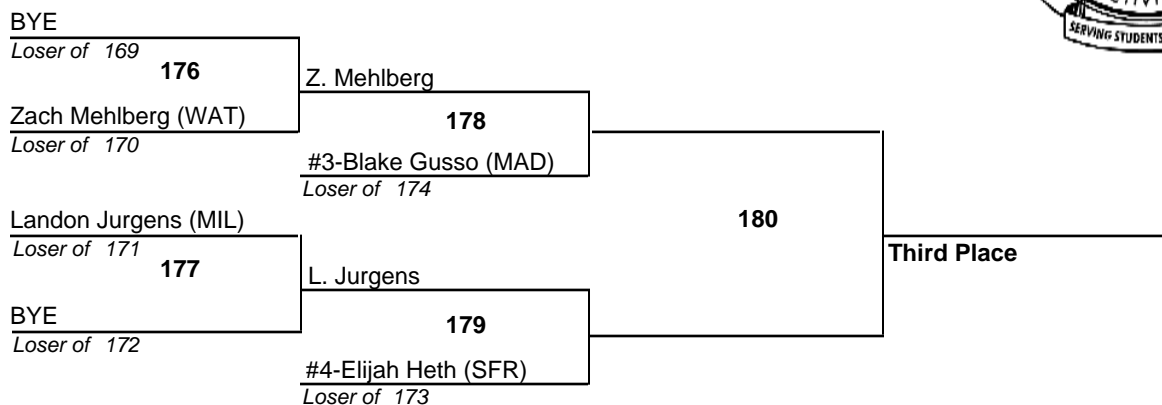 BYE
Loser of 169
176
Z. Mehlberg
Zach Mehlberg (WAT)
Loser of 170
178
#3-Blake Gusso (MAD)
Loser of 174
Landon Jurgens (MIL)
Loser of 171
177
180
Third Place
L. Jurgens
BYE
Loser of 172
179
#4-Elijah Heth (SFR)
Loser of 173
SERVING STUDENTS